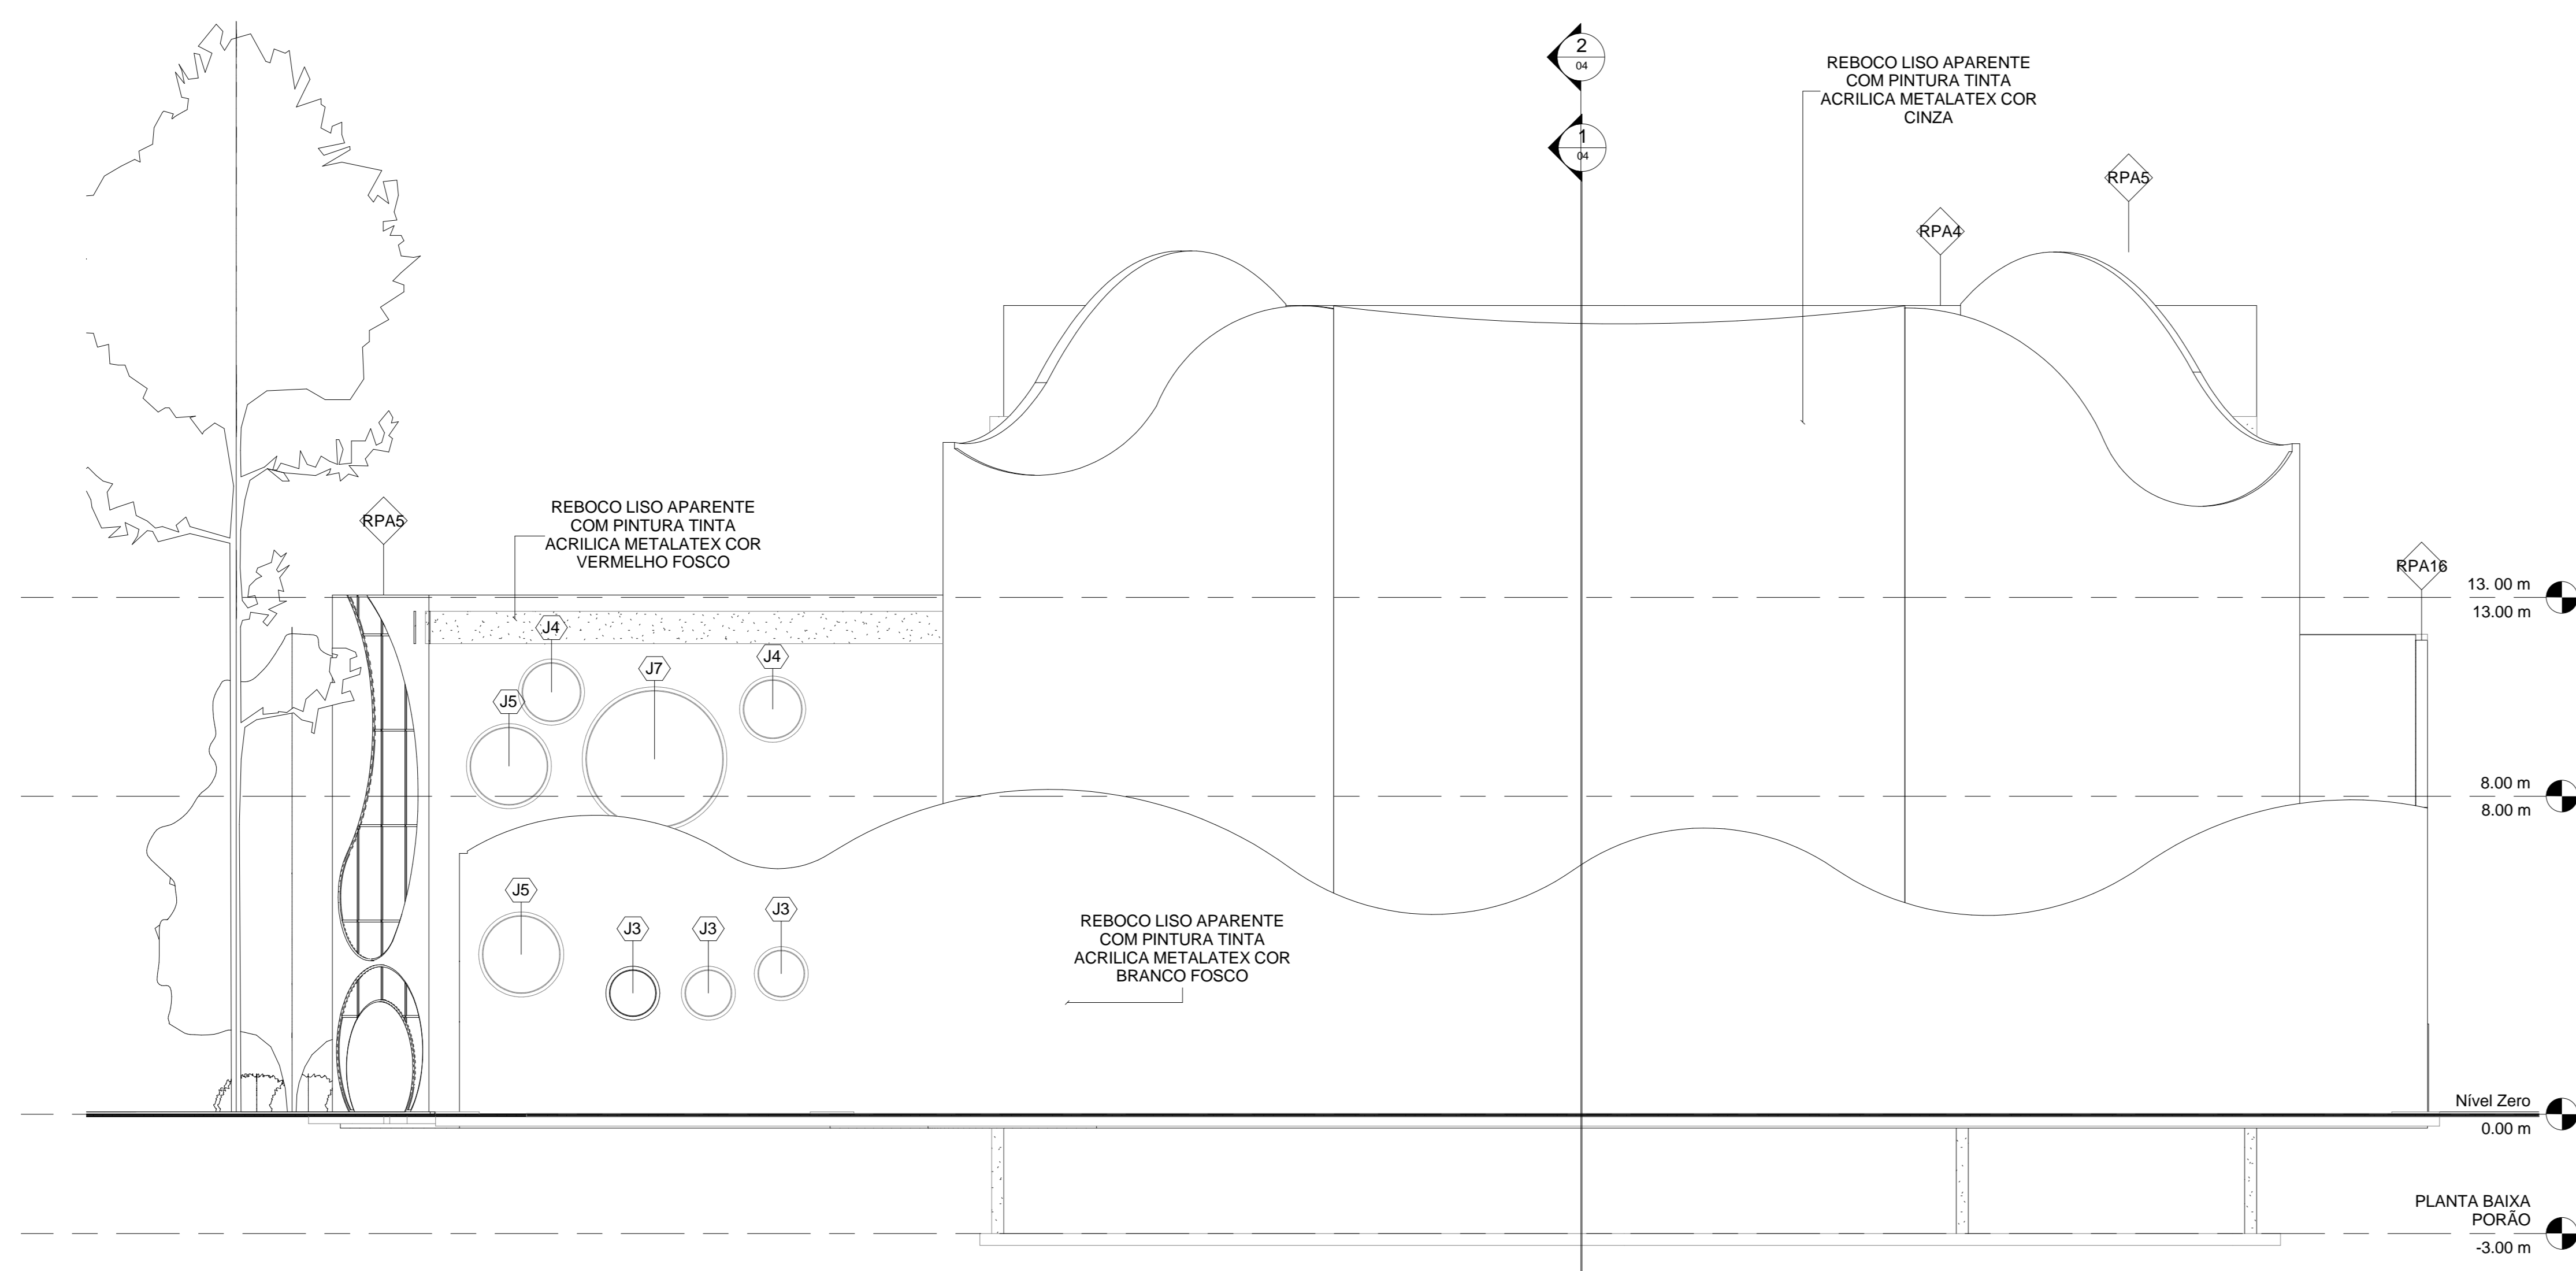 2
04
1
04
REBOCO LISO APARENTE
COM PINTURA TINTA
ACRILICA METALATEX COR
CINZA
RPA5
RPA4
REBOCO LISO APARENTE
COM PINTURA TINTA
ACRILICA METALATEX COR
VERMELHO FOSCO
RPA5
RPA16
13. 00 m
13.00 m
J4
J7
J4
J5
8.00 m
8.00 m
J5
J3
J3
J3
REBOCO LISO APARENTE
COM PINTURA TINTA
ACRILICA METALATEX COR
BRANCO FOSCO
Nível Zero
0.00 m
PLANTA BAIXA
PORÃO
-3.00 m